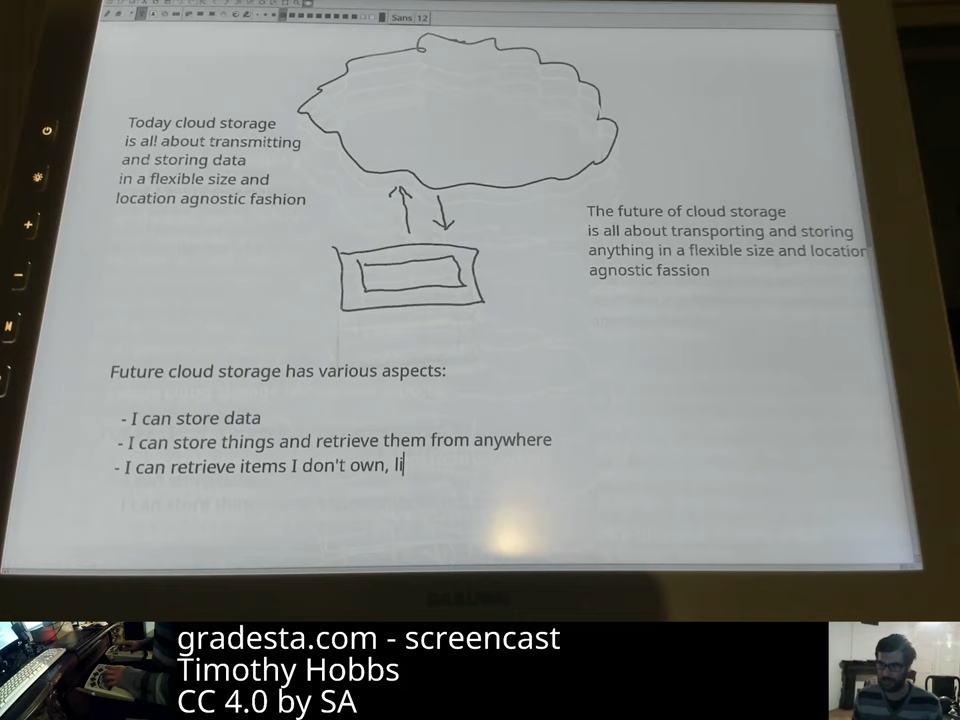 Sans 12
Today cloud storage
is all about transmitting
and storing data
in a flexible size and
location agnostic fashion
The future of cloud storage
is all about transporting and storing
anything in a flexible size and location
agnostic fassion
Future cloud storage has various aspects:
- I can store data
- I can store things and retrieve them from anywhere
- I can retrieve items I don't own, li
gradesta.com - screencast
Timothy Hobbs
CC 4.0 by SA